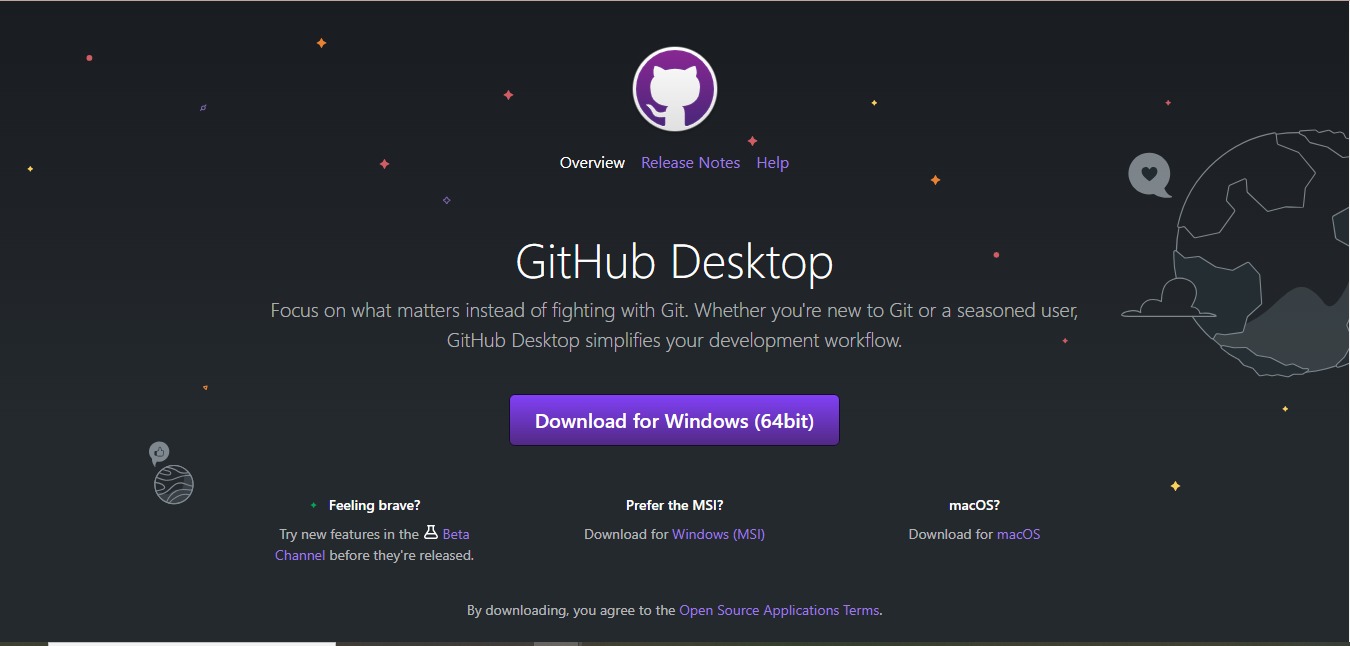 Overview Release Notes Help
GitHub Desktop
Focus on what matters instead of fighting with Git. Whether you're new to Git or a seasoned user,
GitHub Desktop simplifies your development workflow.
Download for Windows (64bit)
Feeling brave?
Try new features in the Beta
Channel before they're released.
Prefer the MSI?
Download for Windows (MSI)
macOS?
Download for macOS
By downloading, you agree to the Open Source Applications Terms.